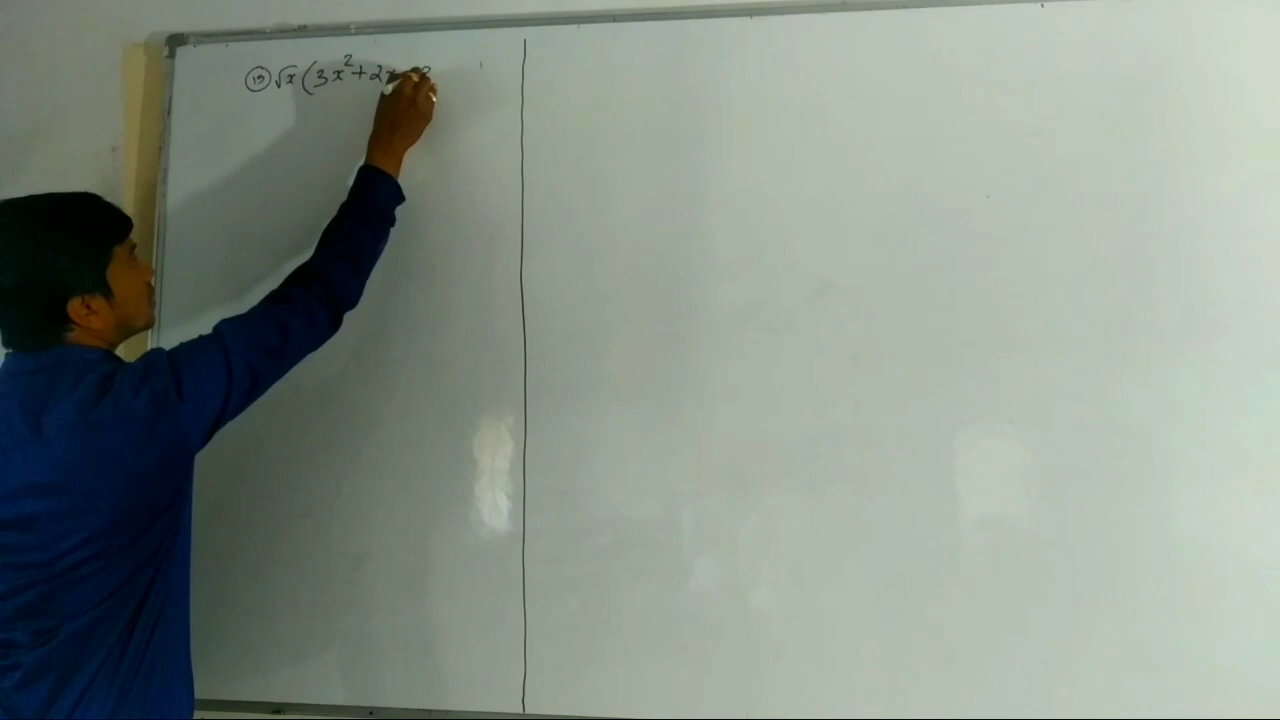 ⑮ √x (3x²+2x